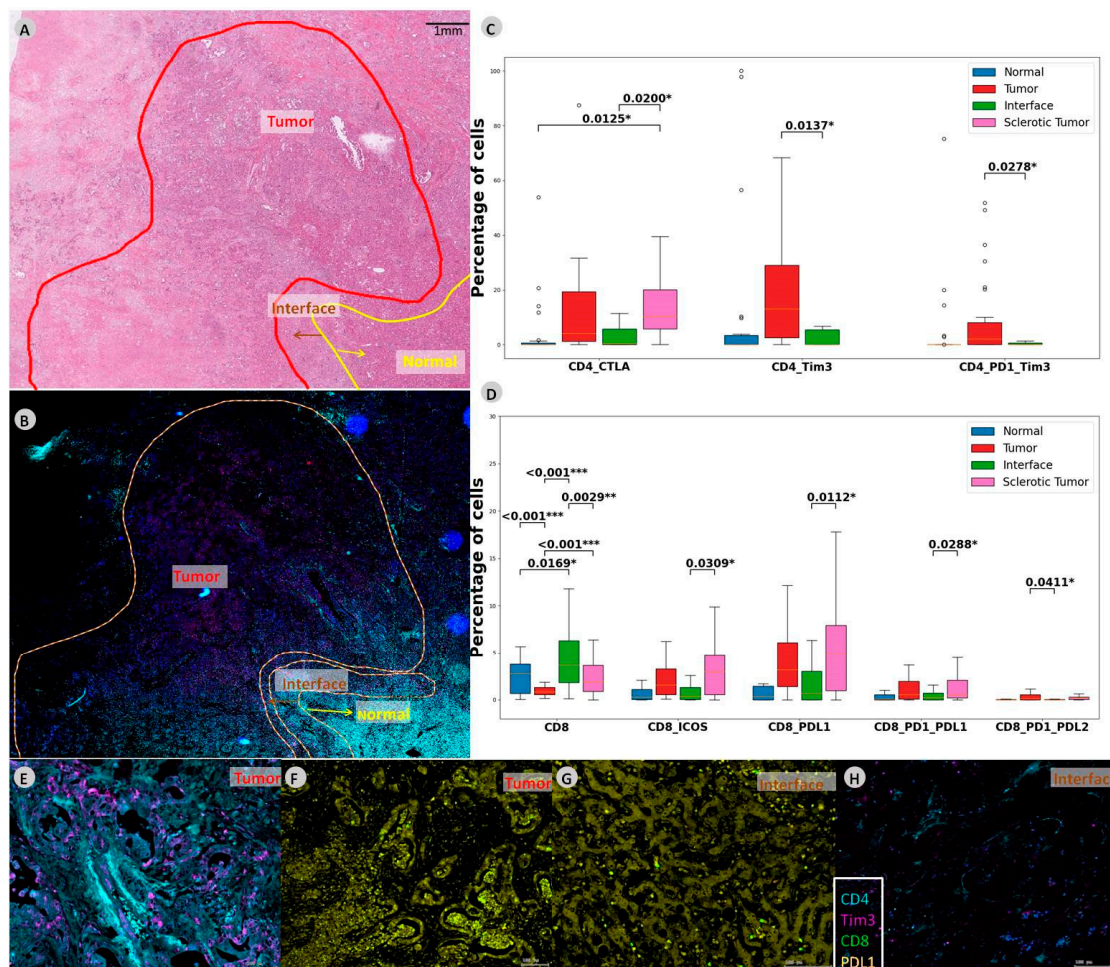 A
1mm
Tumor
Interface
Normal
B
Tumor
Interface
Normal
C
Percentage of cells
100
80
60
40
20
0
Normal
Tumor
Interface
Sclerotic Tumor
0.0200*
0.0125*
0.0137*
0.0278*
CD4_CTLA
CD4_Tim3
CD4_PD1_Tim3
D
Percentage of cells
30
25
20
15
10
5
0
Normal
Tumor
Interface
Sclerotic Tumor
<0.001***
0.0029**
<0.001***
<0.001***
0.0169*
0.0309*
0.0112*
0.0288*
0.0411*
CD8
CD8_ICOS
CD8_PDL1
CD8_PD1_PDL1
CD8_PD1_PDL2
E
Tumor
F
Tumor
G
Interface
H
Interfac
CD4
Tim3
CD8
PDL1